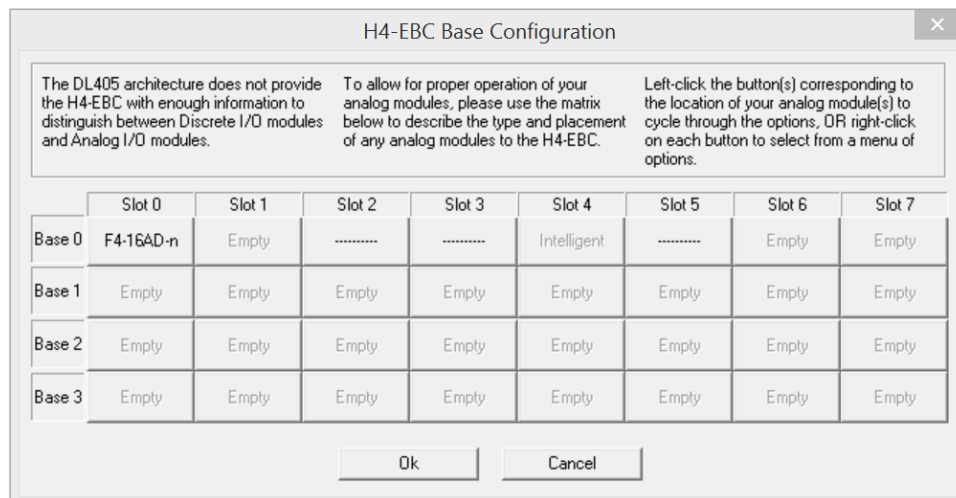 H4-EBC Base Configuration
The DL405 architecture does not provide
the H4-EBC with enough information to
distinguish between Discrete I/O modules
and Analog I/O modules.
To allow for proper operation of your
analog modules, please use the matrix
below to describe the type and placement
of any analog modules to the H4-EBC.
Left-click the button(s) corresponding to
the location of your analog module(s) to
cycle through the options, OR right-click
on each button to select from a menu of
options.
Slot 0 Slot 1 Slot 2 Slot 3 Slot 4 Slot 5 Slot 6 Slot 7
Base 0 F4-16AD-n Empty ---------- ---------- Intelligent ---------- Empty Empty
Base 1 Empty Empty Empty Empty Empty Empty Empty Empty
Base 2 Empty Empty Empty Empty Empty Empty Empty Empty
Base 3 Empty Empty Empty Empty Empty Empty Empty Empty
Ok Cancel